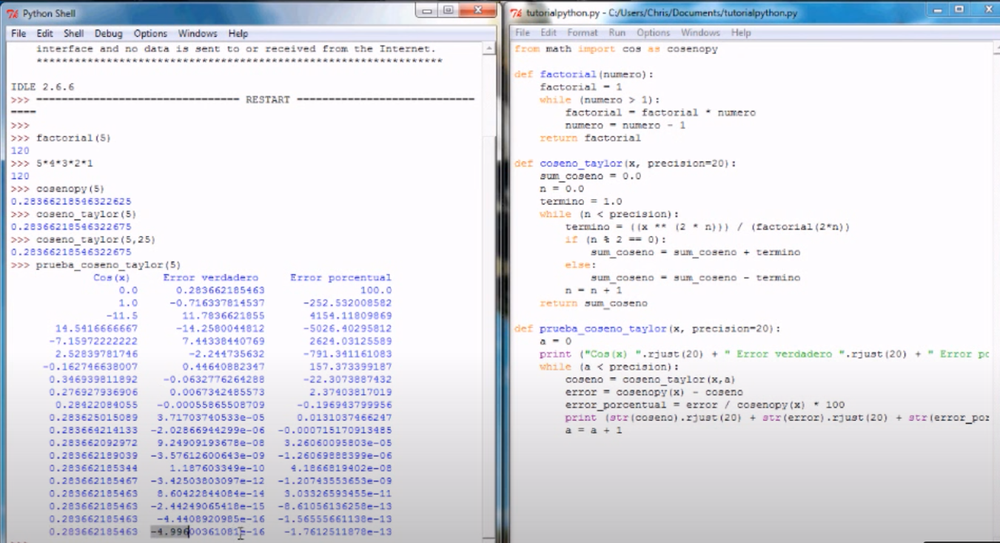 Python Shell
File Edit Shell Debug Options Windows Help
interface and no data is sent to or received from the Internet.
****************************************************************
IDLE 2.6.6
>>> ================================ RESTART ============================
====
>>>
>>> factorial(5)
120
>>> 5*4*3*2*1
120
>>> cosenopy(5)
0.28366218546322625
>>> coseno_taylor(5)
0.28366218546322675
>>> coseno_taylor(5,25)
0.28366218546322675
>>> prueba_coseno_taylor(5)
Cos(x) Error verdadero Error porcentual
0.0 0.283662185463 100.0
1.0 -0.716337814537 -252.532008582
-11.5 11.7836621855 4154.11809869
14.5416666667 -14.2580044812 -5026.40295812
-7.15972222222 7.44338440769 2624.03125589
2.52839781746 -2.244735632 -791.341161083
-0.162746638007 0.44640882347 157.373399187
0.346939811892 -0.0632776264288 -22.3073887432
0.276927936906 0.0067342485573 2.37403817019
0.28422084055 -0.00055865508709 -0.196943799956
0.283625015089 3.71703740533e-05 0.0131037466247
0.283664214133 -2.02866944299e-06 -0.000715170913485
0.283662092972 9.24909193678e-08 3.26060095803e-05
0.283662189039 -3.57612600643e-09 -1.26069888399e-06
0.283662185344 1.187603349e-10 4.1866819402e-08
0.283662185467 -3.42503803097e-12 -1.20743553653e-09
0.283662185463 8.60422844084e-14 3.03326593455e-11
0.283662185463 -2.44249065418e-15 -8.61056136258e-13
0.283662185463 -4.4408920985e-16 -1.56555661138e-13
0.283662185463 -4.99600361081e-16 -1.7612511878e-13
tutorialpython.py - C:/Users/Chris/Documents/tutorialpython.py
File Edit Format Run Options Windows Help
from math import cos as cosenopy
def factorial(numero):
factorial = 1
while (numero > 1):
factorial = factorial * numero
numero = numero - 1
return factorial
def coseno_taylor(x, precision=20):
sum_coseno = 0.0
n = 0.0
termino = 1.0
while (n < precision):
termino = ((x ** (2 * n))) / (factorial(2*n))
if (n % 2 == 0):
sum_coseno = sum_coseno + termino
else:
sum_coseno = sum_coseno - termino
n = n + 1
return sum_coseno
def prueba_coseno_taylor(x, precision=20):
a = 0
print ("Cos(x) ".rjust(20) + " Error verdadero ".rjust(20) + " Error po
while (a < precision):
coseno = coseno_taylor(x,a)
error = cosenopy(x) - coseno
error_porcentual = error / cosenopy(x) * 100
print (str(coseno).rjust(20) + str(error).rjust(20) + str(error_por
a = a + 1